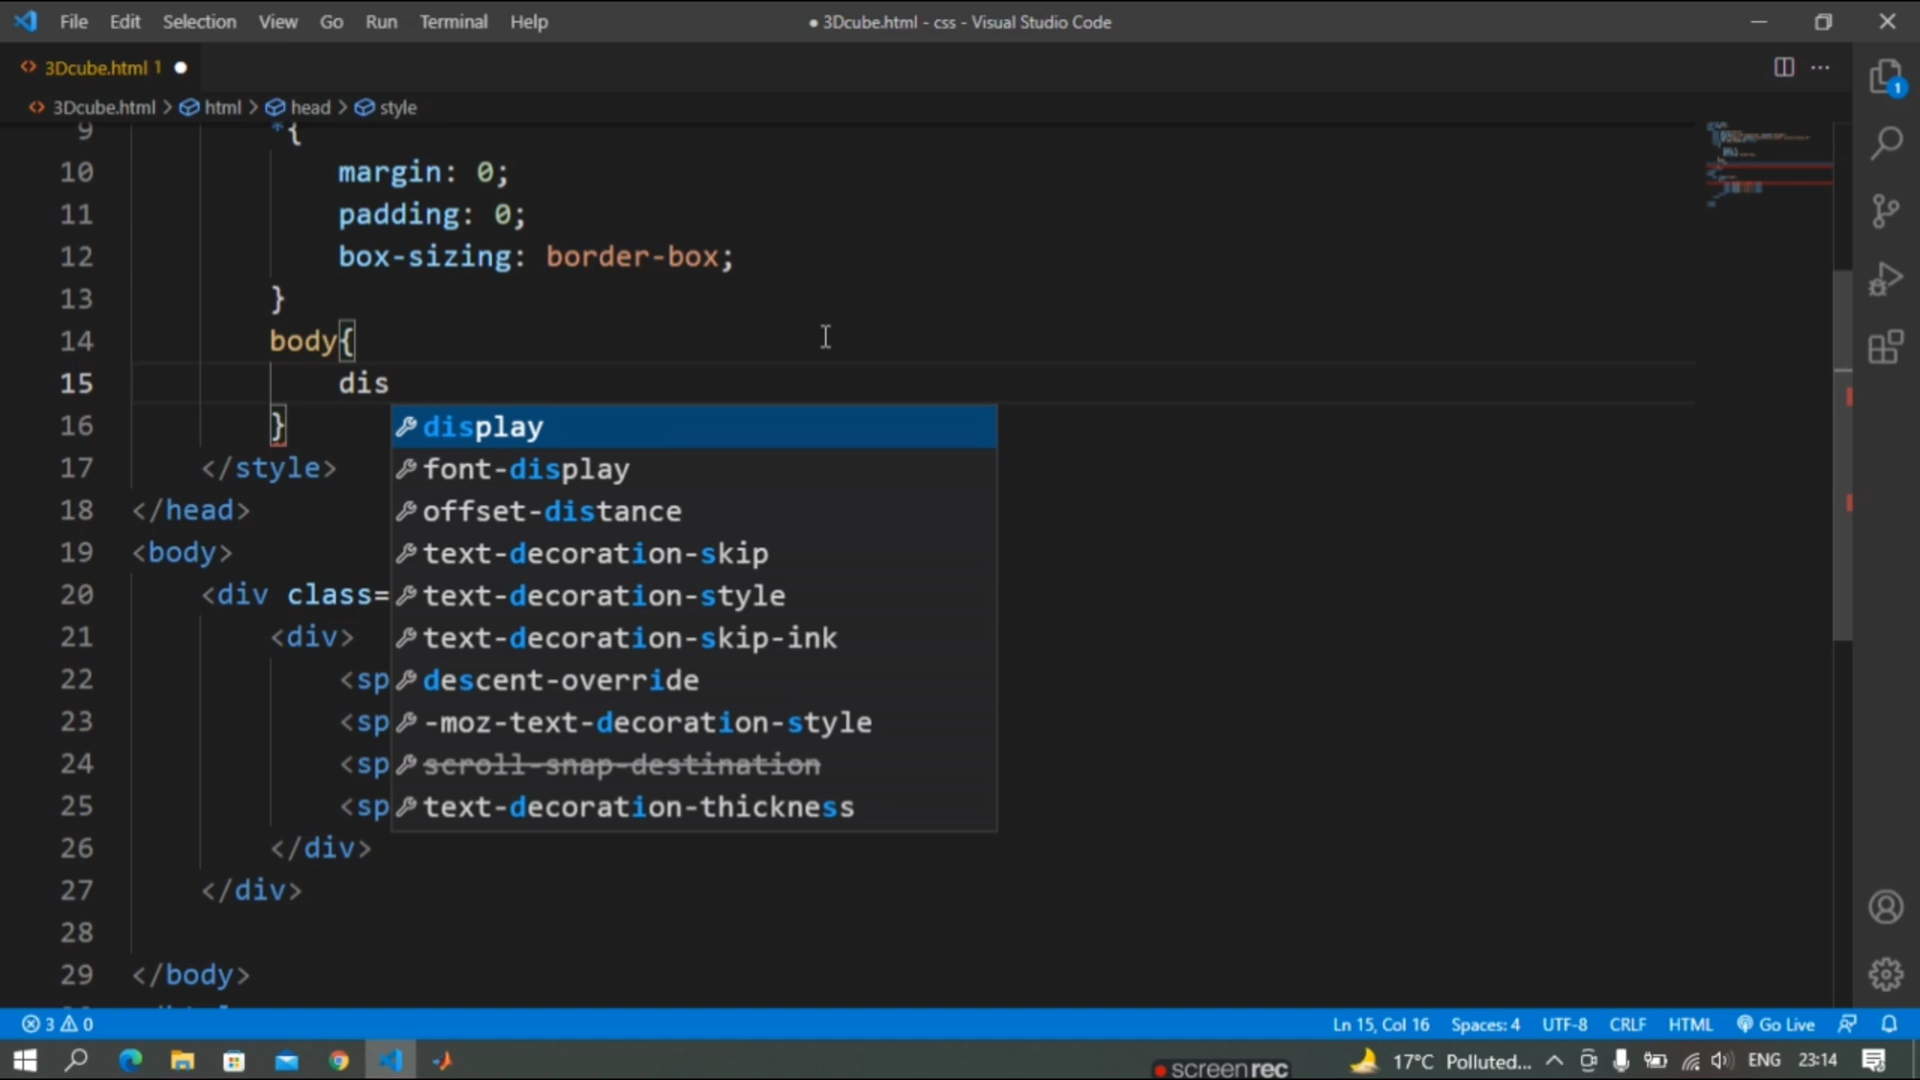 File Edit Selection View Go Run Terminal Help
● 3Dcube.html - css - Visual Studio Code
3Dcube.html 1 ●
3Dcube.html > html > head > style
9 *{
10 margin: 0;
11 padding: 0;
12 box-sizing: border-box;
13 }
14 body{
15 dis
16 }
display
font-display
offset-distance
text-decoration-skip
text-decoration-style
text-decoration-skip-ink
descent-override
-moz-text-decoration-style
scroll-snap-destination
text-decoration-thickness
17 </style>
18 </head>
19 <body>
20 <div class=
21 <div>
22 <sp
23 <sp
24 <sp
25 <sp
26 </div>
27 </div>
28
29 </body>
1
3 0
Ln 15, Col 16 Spaces: 4 UTF-8 CRLF HTML Go Live
screenrec
17°C Polluted... ENG 23:14